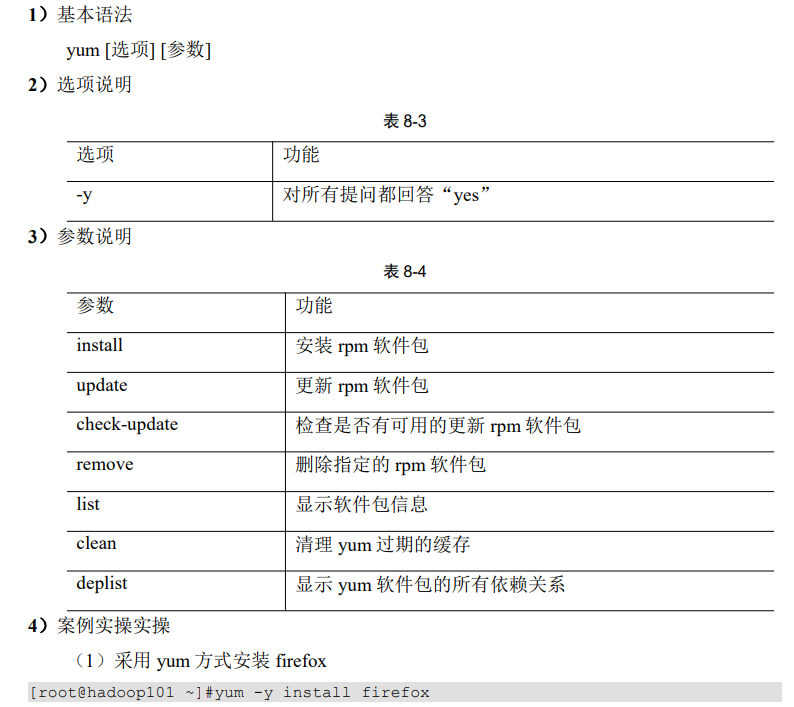 1）基本语法
yum [选项] [参数]
2）选项说明
表 8-3
选项 功能
-y 对所有提问都回答“yes”
3）参数说明
表 8-4
参数 功能
install 安装 rpm 软件包
update 更新 rpm 软件包
check-update 检查是否有可用的更新 rpm 软件包
remove 删除指定的 rpm 软件包
list 显示软件包信息
clean 清理 yum 过期的缓存
deplist 显示 yum 软件包的所有依赖关系
4）案例实操实操
（1）采用 yum 方式安装 firefox
[root@hadoop101 ~]#yum -y install firefox